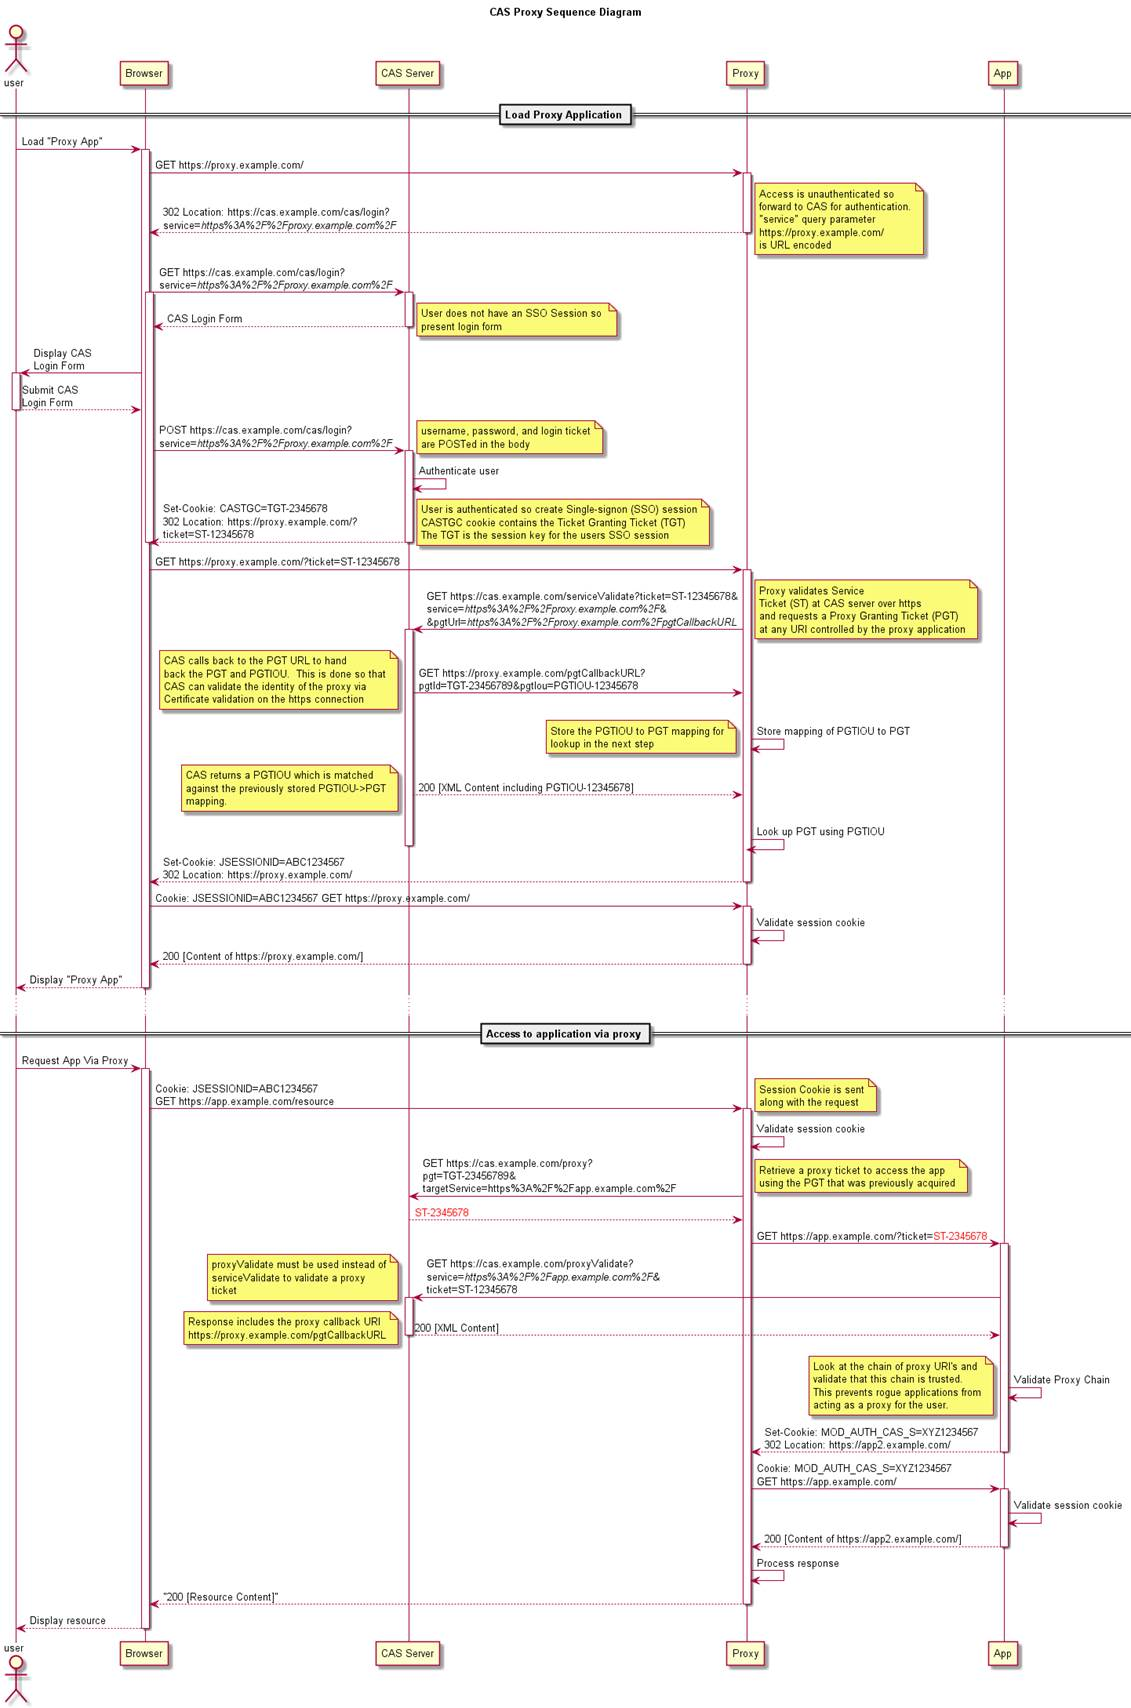 CAS Proxy Sequence Diagram
user
Browser
CAS Server
Proxy
App
Load Proxy Application
Load "Proxy App"
GET https://proxy.example.com/
Access is unauthenticated so
forward to CAS for authentication.
"service" query parameter
https://proxy.example.com/
is URL encoded
302 Location: https://cas.example.com/cas/login?
service=https%3A%2F%2Fproxy.example.com%2F
GET https://cas.example.com/cas/login?
service=https%3A%2F%2Fproxy.example.com%2F
User does not have an SSO Session so
present login form
CAS Login Form
Display CAS
Login Form
Submit CAS
Login Form
POST https://cas.example.com/cas/login?
service=https%3A%2F%2Fproxy.example.com%2F
username, password, and login ticket
are POSTed in the body
Authenticate user
Set-Cookie: CASTGC=TGT-2345678
302 Location: https://proxy.example.com/?
ticket=ST-12345678
User is authenticated so create Single-signon (SSO) session
CASTGC cookie contains the Ticket Granting Ticket (TGT)
The TGT is the session key for the users SSO session
GET https://proxy.example.com/?ticket=ST-12345678
GET https://cas.example.com/serviceValidate?ticket=ST-12345678&
service=https%3A%2F%2Fproxy.example.com%2F&
&pgtUrl=https%3A%2F%2Fproxy.example.com%2FpgtCallbackURL
Proxy validates Service
Ticket (ST) at CAS server over https
and requests a Proxy Granting Ticket (PGT)
at any URI controlled by the proxy application
CAS calls back to the PGT URL to hand
back the PGT and PGTIOU.  This is done so that
CAS can validate the identity of the proxy via
Certificate validation on the https connection
GET https://proxy.example.com/pgtCallbackURL?
pgtId=TGT-23456789&pgtIou=PGTIOU-12345678
Store the PGTIOU to PGT mapping for
lookup in the next step
Store mapping of PGTIOU to PGT
CAS returns a PGTIOU which is matched
against the previously stored PGTIOU->PGT
mapping.
200 [XML Content including PGTIOU-12345678]
Look up PGT using PGTIOU
Set-Cookie: JSESSIONID=ABC1234567
302 Location: https://proxy.example.com/
Cookie: JSESSIONID=ABC1234567 GET https://proxy.example.com/
Validate session cookie
200 [Content of https://proxy.example.com/]
Display "Proxy App"
Access to application via proxy
Request App Via Proxy
Cookie: JSESSIONID=ABC1234567
GET https://app.example.com/resource
Session Cookie is sent
along with the request
Validate session cookie
GET https://cas.example.com/proxy?
pgt=TGT-23456789&
targetService=https%3A%2F%2Fapp.example.com%2F
Retrieve a proxy ticket to access the app
using the PGT that was previously acquired
ST-2345678
GET https://app.example.com/?ticket=ST-2345678
proxyValidate must be used instead of
serviceValidate to validate a proxy
ticket
GET https://cas.example.com/proxyValidate?
service=https%3A%2F%2Fapp.example.com%2F&
ticket=ST-12345678
Response includes the proxy callback URI
https://proxy.example.com/pgtCallbackURL
200 [XML Content]
Look at the chain of proxy URI's and
validate that this chain is trusted.
This prevents rogue applications from
acting as a proxy for the user.
Validate Proxy Chain
Set-Cookie: MOD_AUTH_CAS_S=XYZ1234567
302 Location: https://app2.example.com/
Cookie: MOD_AUTH_CAS_S=XYZ1234567
GET https://app.example.com/
Validate session cookie
200 [Content of https://app2.example.com/]
Process response
"200 [Resource Content]"
Display resource
user
Browser
CAS Server
Proxy
App